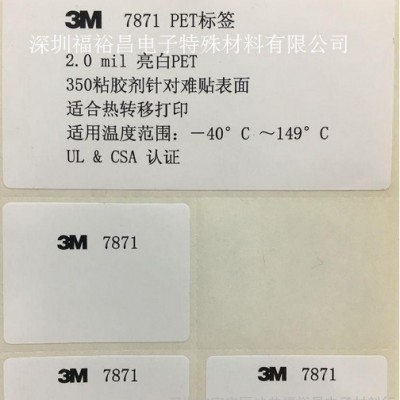 3M 7871 PET标签
深圳福裕昌电子特殊材料有限公司
2.0 mil 亮白PET
350粘胶剂针对难贴表面
适合热转移打印
适用温度范围：－40°C ～149°C
UL & CSA 认证
3M 7871
3M 7871
3M 7871